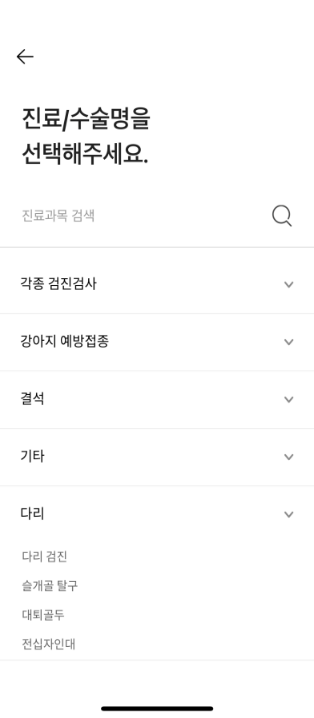 진료/수술명을
선택해주세요.
진료과목 검색
각종 검진검사
강아지 예방접종
결석
기타
다리
다리 검진
슬개골 탈구
대퇴골두
전십자인대